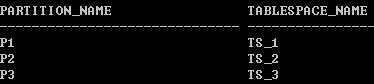 PARTITION_NAME TABLESPACE_NAME
------------------------------ ----------------
P1 TS_1
P2 TS_2
P3 TS_3